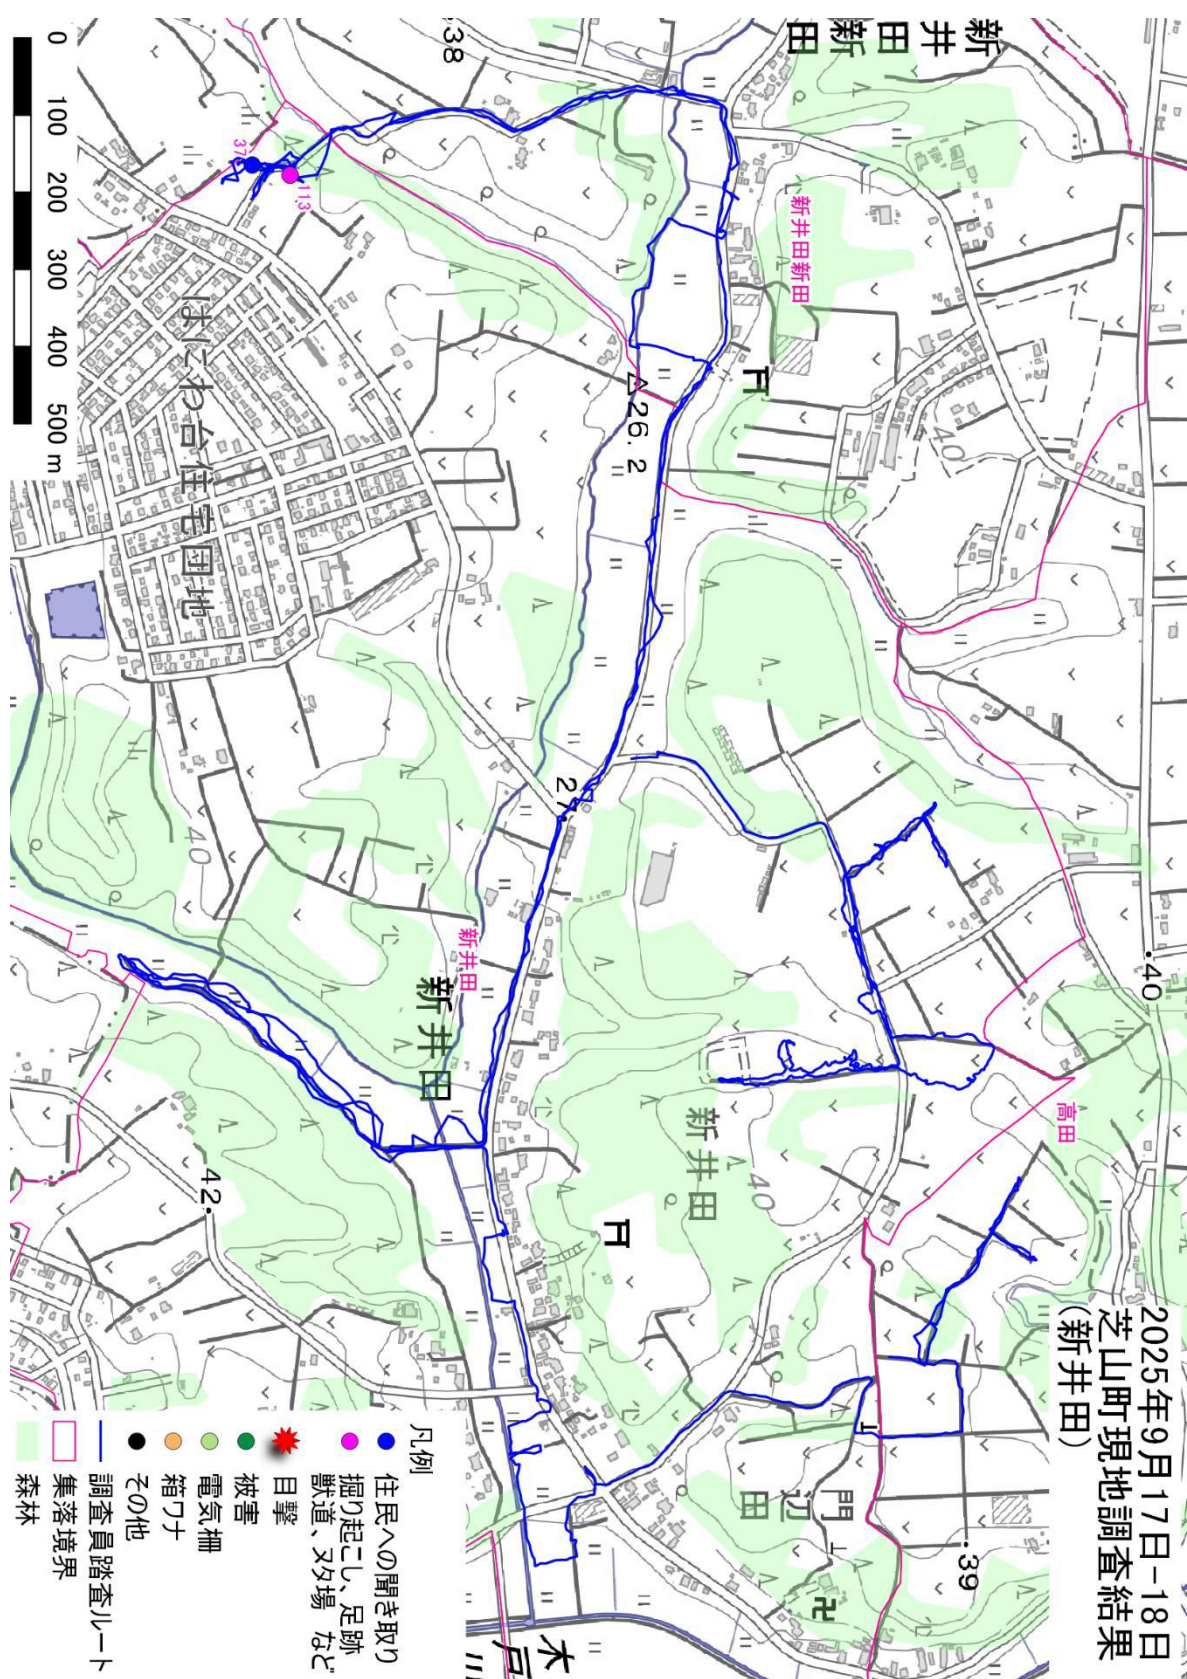 2025年9月17日-18日
芝山町現地調査結果
(新井田)
新井田新田
38
新井田新田
113
37
26.2
40
はにわ台住宅団地
27.
40
.40
新井田
新井田
新井田
40
高田
42.
門辺田
.39
木戸川
0 100 200 300 400 500 m
凡例
住民への聞き取り
掘り起こし、足跡
獣道、ヌタ場 など
目撃
被害
電気柵
箱ワナ
その他
調査員踏査ルート
集落境界
森林